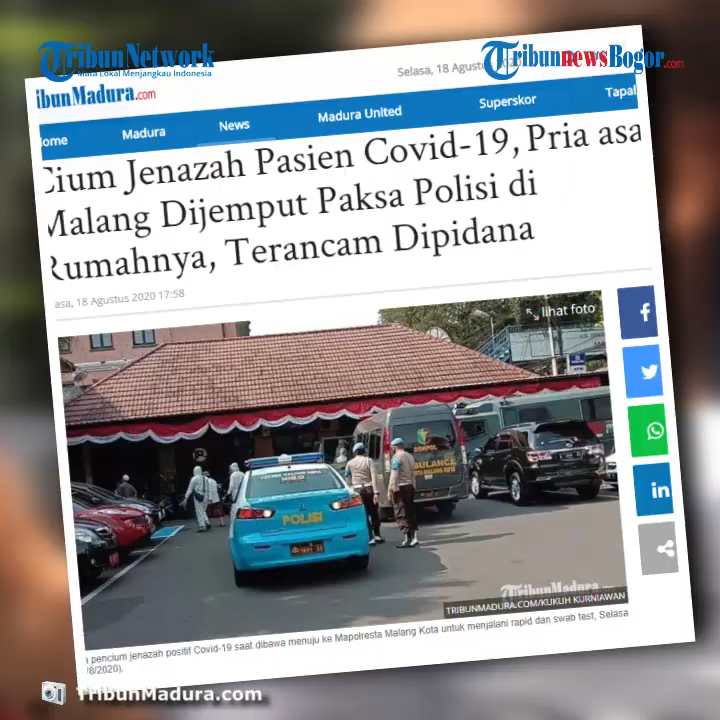 TribunNetwork
Mata Lokal Menjangkau Indonesia
TribunnewsBogor.com
Selasa, 18 Agustus
ibunMadura.com
ome Madura News Madura United Superskor Tapal
Cium Jenazah Pasien Covid-19, Pria asa
Malang Dijemput Paksa Polisi di
Rumahnya, Terancam Dipidana
asa, 18 Agustus 2020 17:58
lihat foto
AMBULANCE
POLISI
TribunMadura
TRIBUNMADURA.COM/KUKUH KURNIAWAN
a pencium jenazah positif Covid-19 saat dibawa menuju ke Mapolresta Malang Kota untuk menjalani rapid dan swab test, Selasa
/8/2020).
TribunMadura.com